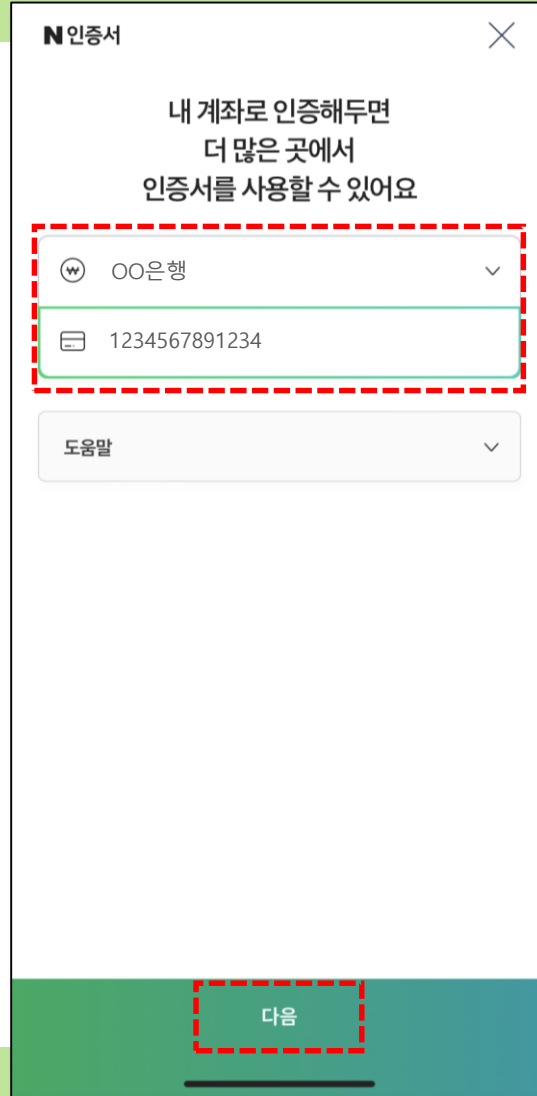 N인증서
내 계좌로 인증해두면
더 많은 곳에서
인증서를 사용할 수 있어요
OO은행
1234567891234
도움말
다음